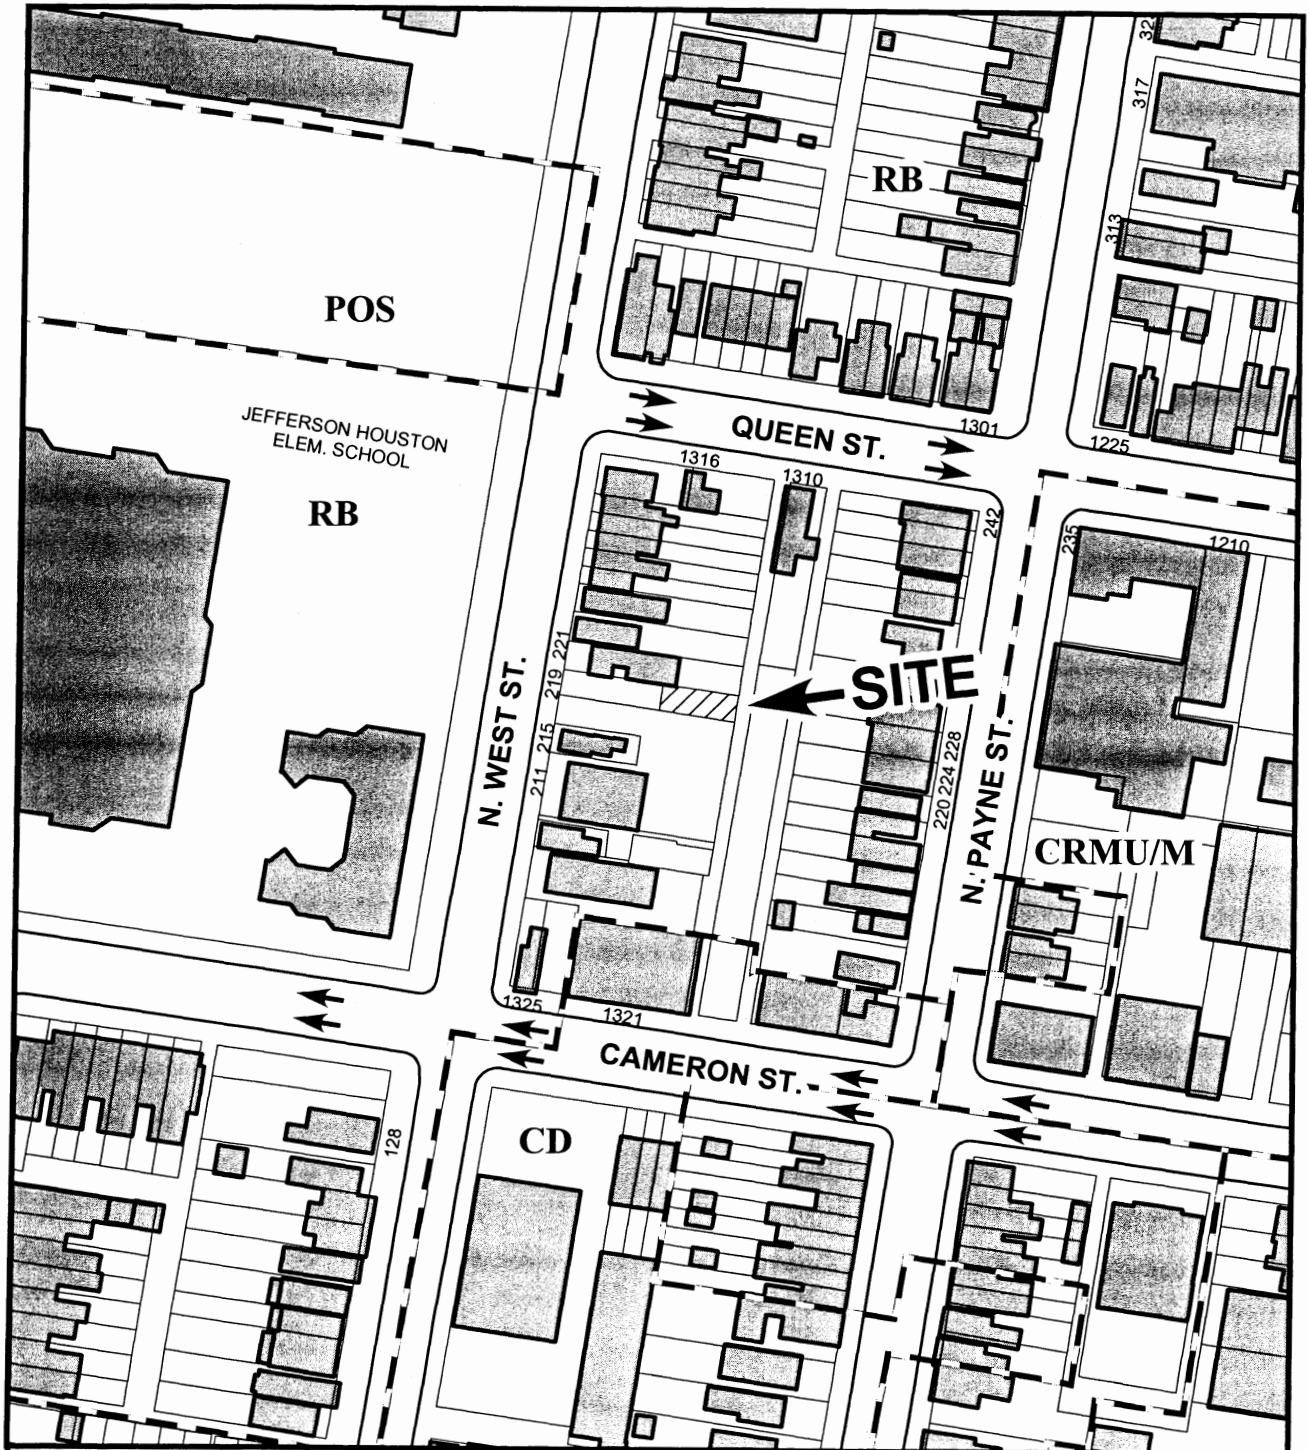 32
317
RB
313
POS
JEFFERSON HOUSTON
ELEM. SCHOOL
QUEEN ST.
1301
1225
1316
1310
RB
242
235
1210
221
219
SITE
N. WEST ST.
215
211
228
224
220
N. PAYNE ST.
CRMU/M
1325
1321
CAMERON ST.
128
CD